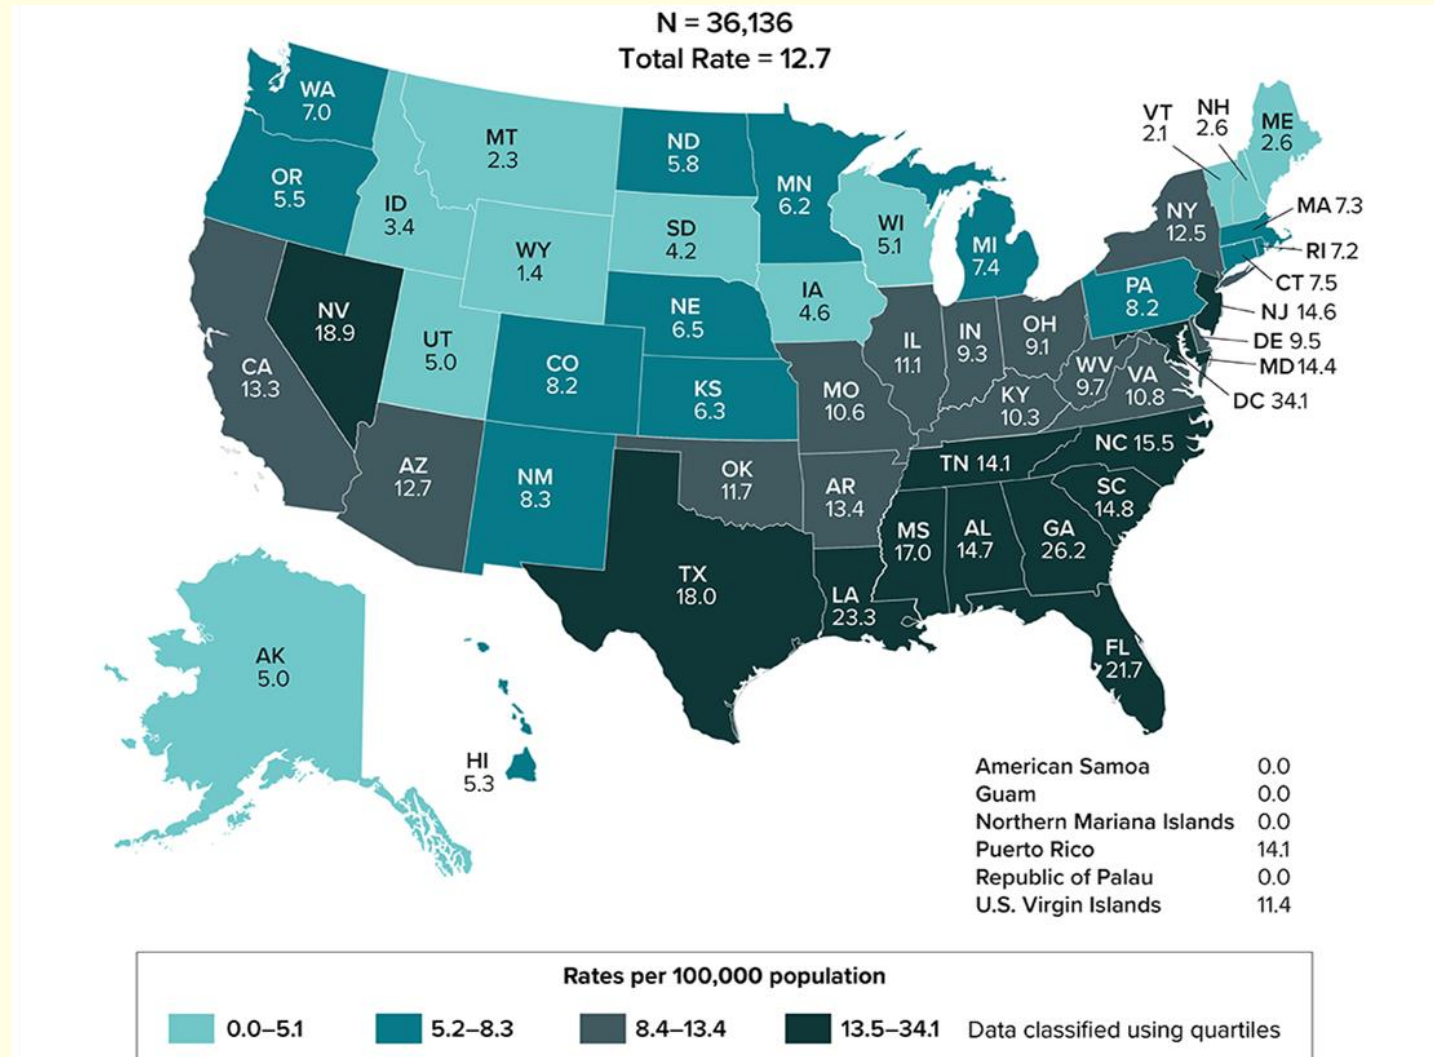 N = 36,136
Total Rate = 12.7
WA
7.0
OR
5.5
CA
13.3
NV
18.9
ID
3.4
MT
2.3
WY
1.4
UT
5.0
AZ
12.7
CO
8.2
NM
8.3
ND
5.8
SD
4.2
NE
6.5
KS
6.3
OK
11.7
TX
18.0
MN
6.2
IA
4.6
MO
10.6
AR
13.4
LA
23.3
WI
5.1
IL
11.1
MI
7.4
IN
9.3
OH
9.1
KY
10.3
TN 14.1
MS
17.0
AL
14.7
GA
26.2
FL
21.7
SC
14.8
NC 15.5
VA
10.8
WV
9.7
PA
8.2
NY
12.5
VT
2.1
NH
2.6
ME
2.6
MA 7.3
RI 7.2
CT 7.5
NJ 14.6
DE 9.5
MD 14.4
DC 34.1
AK
5.0
HI
5.3
American Samoa 0.0
Guam 0.0
Northern Mariana Islands 0.0
Puerto Rico 14.1
Republic of Palau 0.0
U.S. Virgin Islands 11.4
Rates per 100,000 population
0.0–5.1 5.2–8.3 8.4–13.4 13.5–34.1 Data classified using quartiles